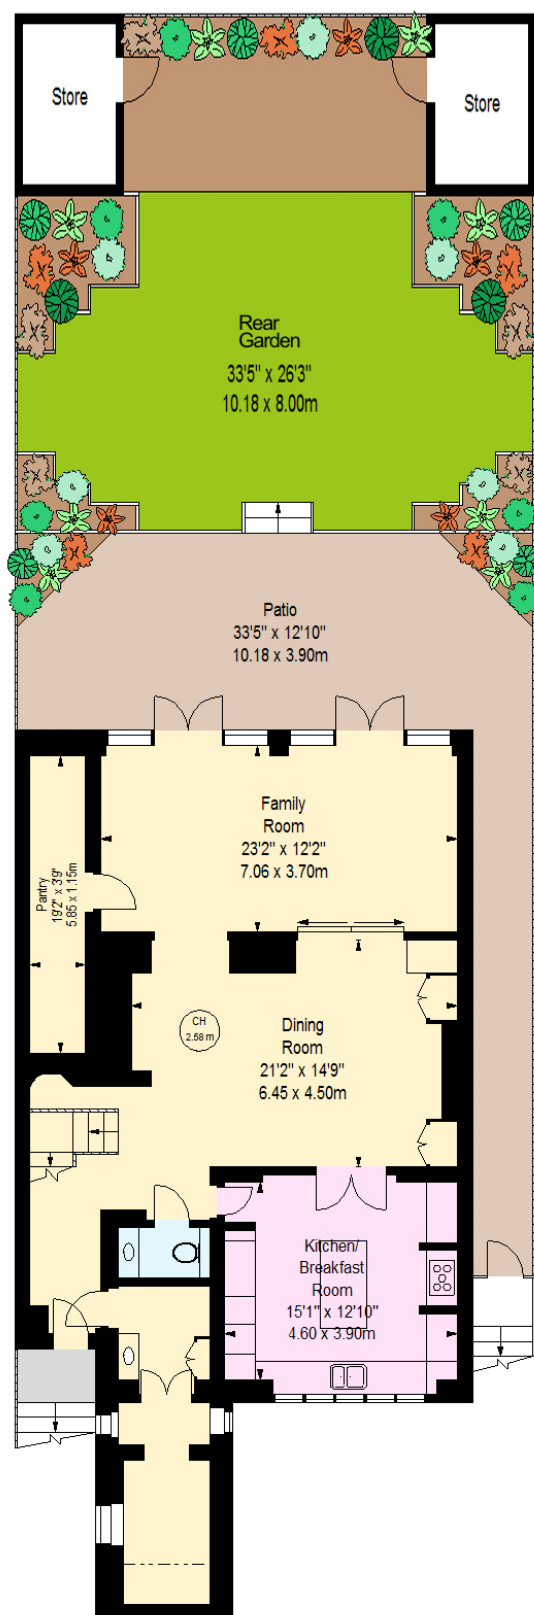 Store
Store
Rear
Garden
33'5" x 26'3"
10.18 x 8.00m
Patio
33'5" x 12'10"
10.18 x 3.90m
Family
Room
23'2" x 12'2"
7.06 x 3.70m
Pantry
19'2" x 3'9"
5.85 x 1.15m
CH
2.58 m
Dining
Room
21'2" x 14'9"
6.45 x 4.50m
Kitchen/
Breakfast
Room
15'1" x 12'10"
4.60 x 3.90m